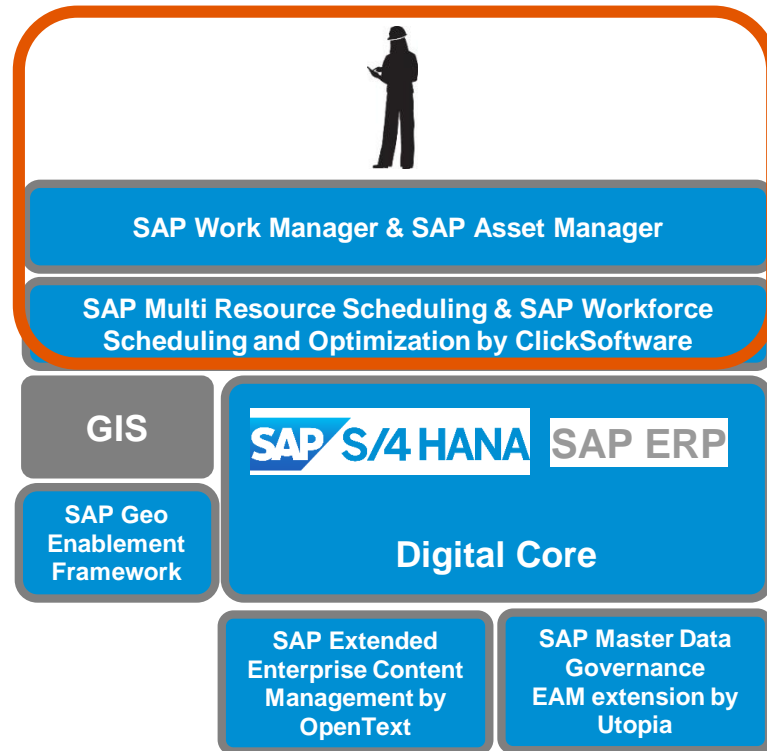 SAP Work Manager & SAP Asset Manager
SAP Multi Resource Scheduling & SAP Workforce
Scheduling and Optimization by ClickSoftware
GIS
SAP S/4 HANA
SAP ERP
SAP Geo
Enablement
Framework
Digital Core
SAP Extended
Enterprise Content
Management by
OpenText
SAP Master Data
Governance
EAM extension by
Utopia